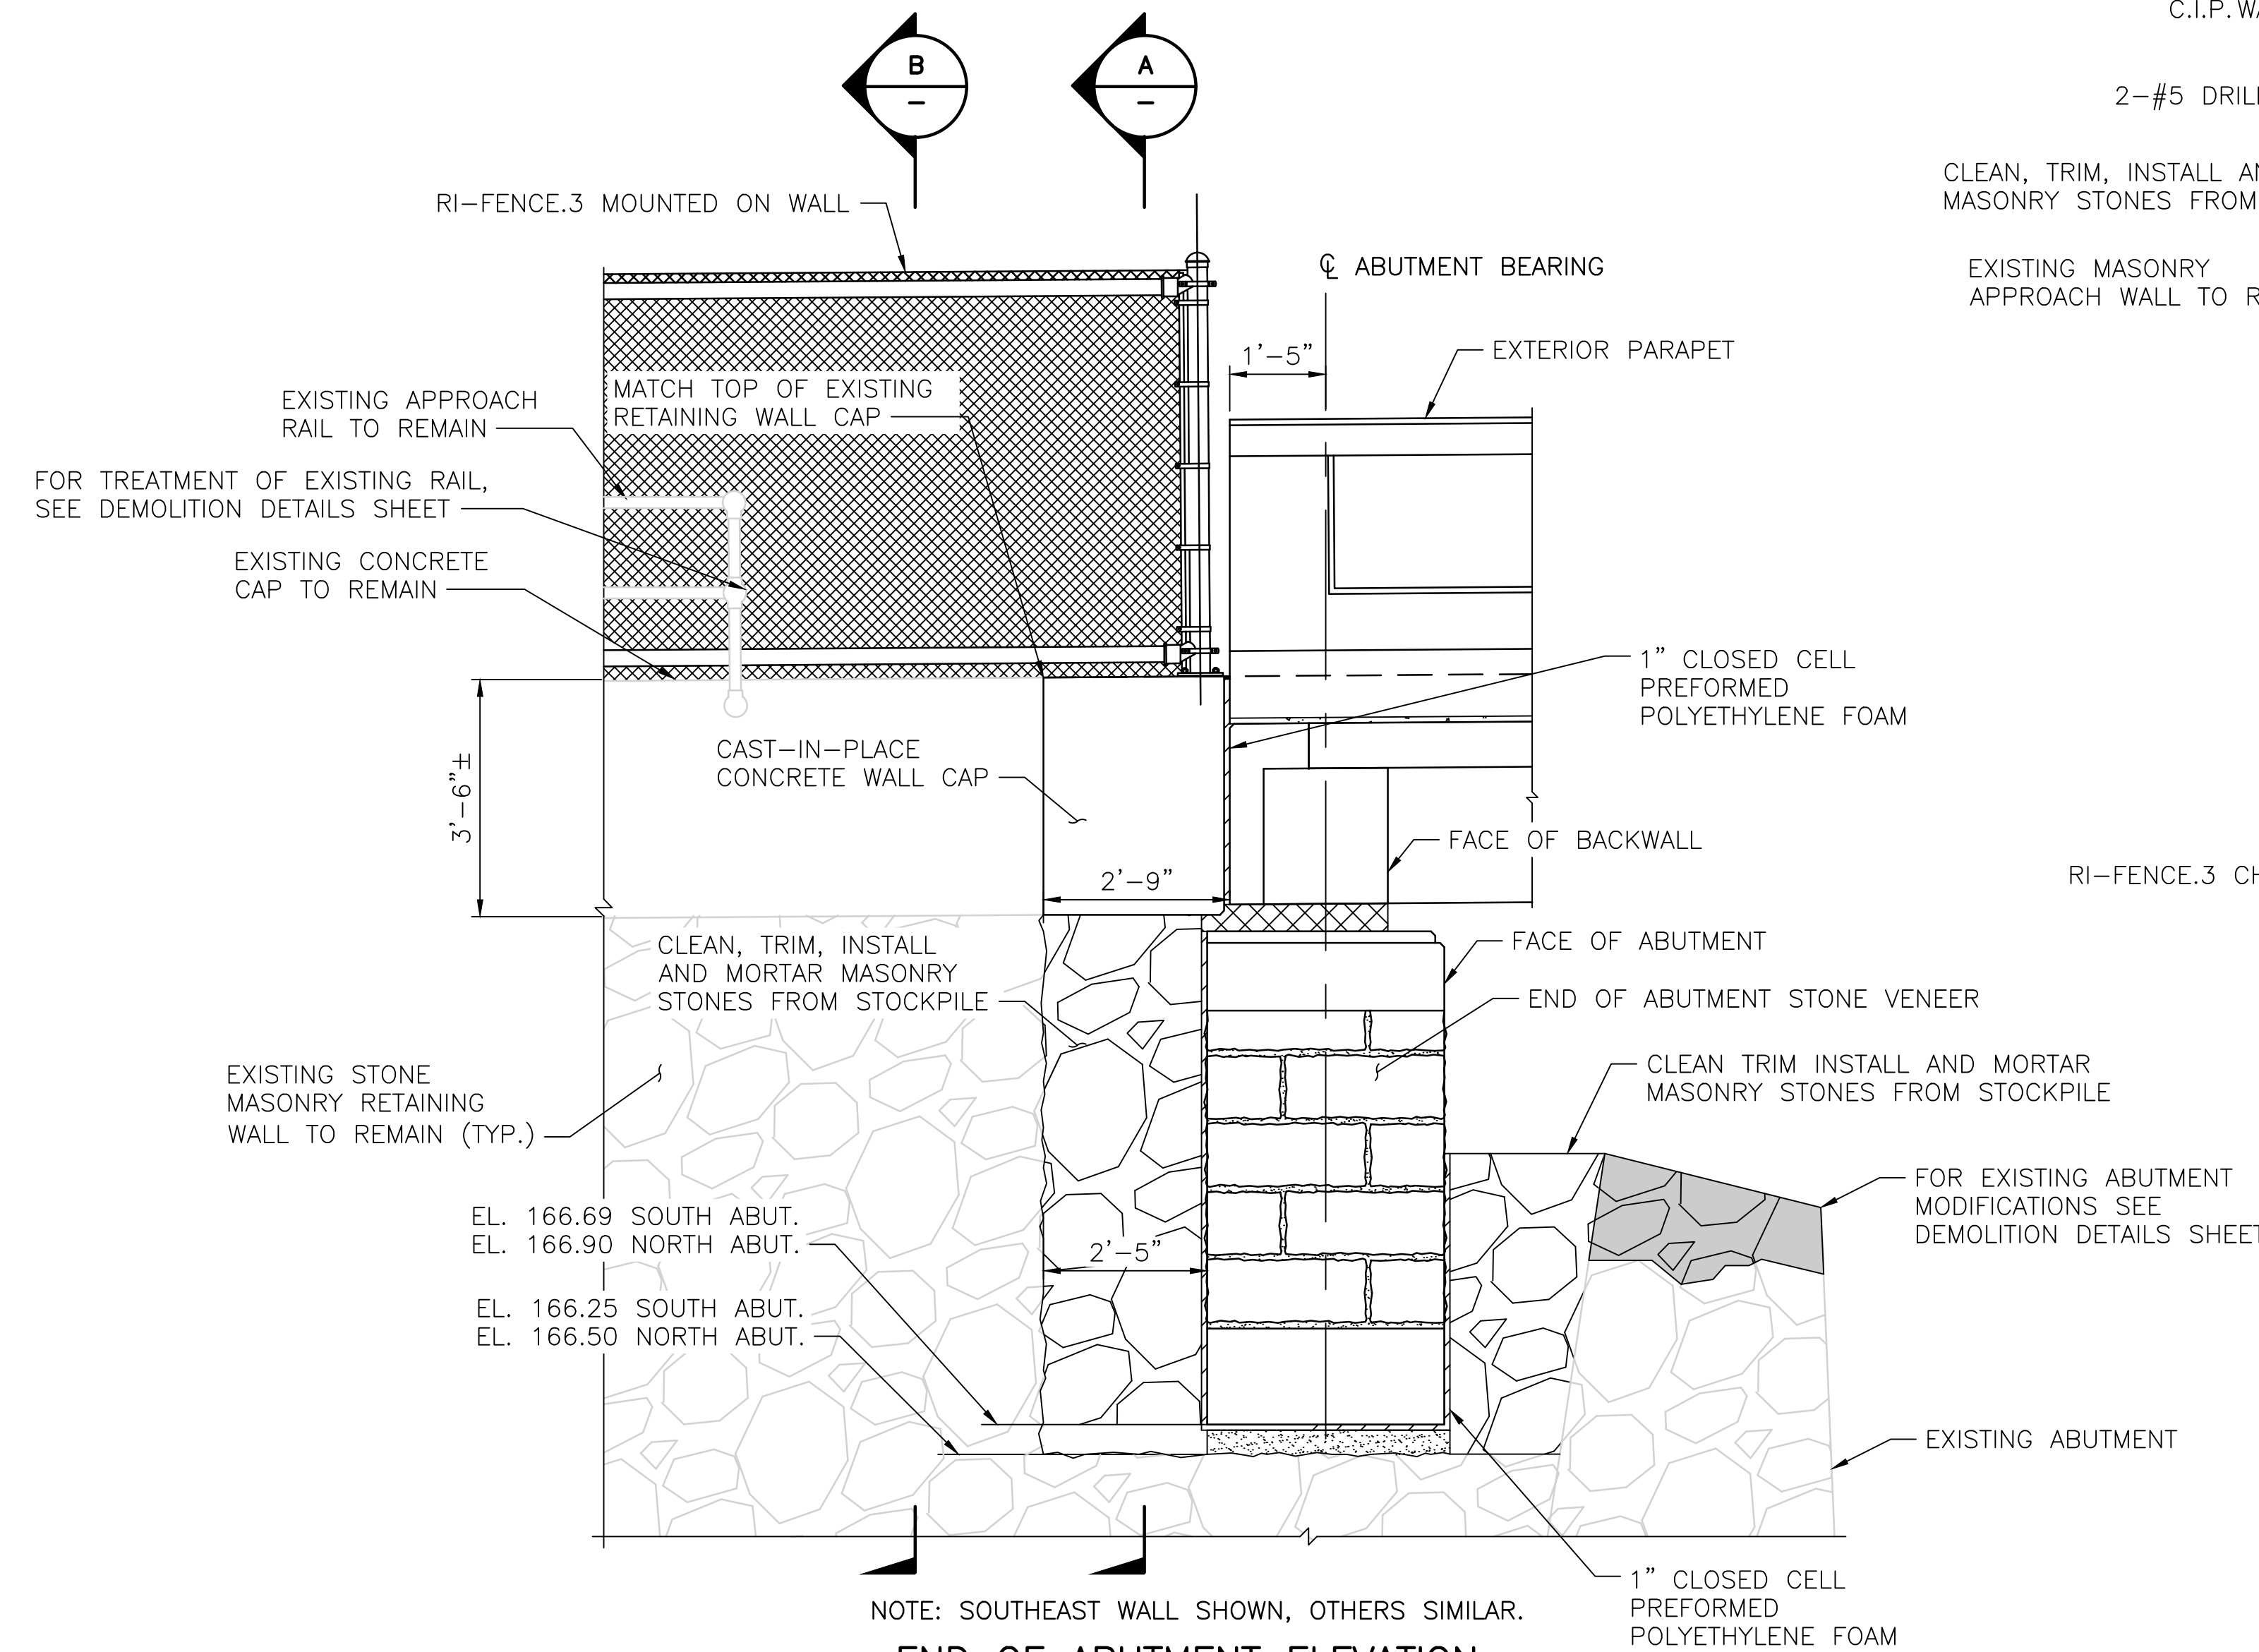 B
–
A
–
C.I.P. WA
2-#5 DRILL
CLEAN, TRIM, INSTALL AN
MASONRY STONES FROM
EXISTING MASONRY
APPROACH WALL TO R
RI-FENCE.3 MOUNTED ON WALL
℄ ABUTMENT BEARING
1'-5"
EXTERIOR PARAPET
MATCH TOP OF EXISTING
RETAINING WALL CAP
EXISTING APPROACH
RAIL TO REMAIN
FOR TREATMENT OF EXISTING RAIL,
SEE DEMOLITION DETAILS SHEET
EXISTING CONCRETE
CAP TO REMAIN
1" CLOSED CELL
PREFORMED
POLYETHYLENE FOAM
3'-6"±
CAST-IN-PLACE
CONCRETE WALL CAP
2'-9"
FACE OF BACKWALL
RI-FENCE.3 CH
CLEAN, TRIM, INSTALL
AND MORTAR MASONRY
STONES FROM STOCKPILE
FACE OF ABUTMENT
END OF ABUTMENT STONE VENEER
CLEAN TRIM INSTALL AND MORTAR
MASONRY STONES FROM STOCKPILE
EXISTING STONE
MASONRY RETAINING
WALL TO REMAIN (TYP.)
FOR EXISTING ABUTMENT
MODIFICATIONS SEE
DEMOLITION DETAILS SHEET
EL. 166.69 SOUTH ABUT.
EL. 166.90 NORTH ABUT.
2'-5"
EL. 166.25 SOUTH ABUT.
EL. 166.50 NORTH ABUT.
EXISTING ABUTMENT
1" CLOSED CELL
PREFORMED
POLYETHYLENE FOAM
NOTE: SOUTHEAST WALL SHOWN, OTHERS SIMILAR.
END OF ABUTMENT ELEVATION